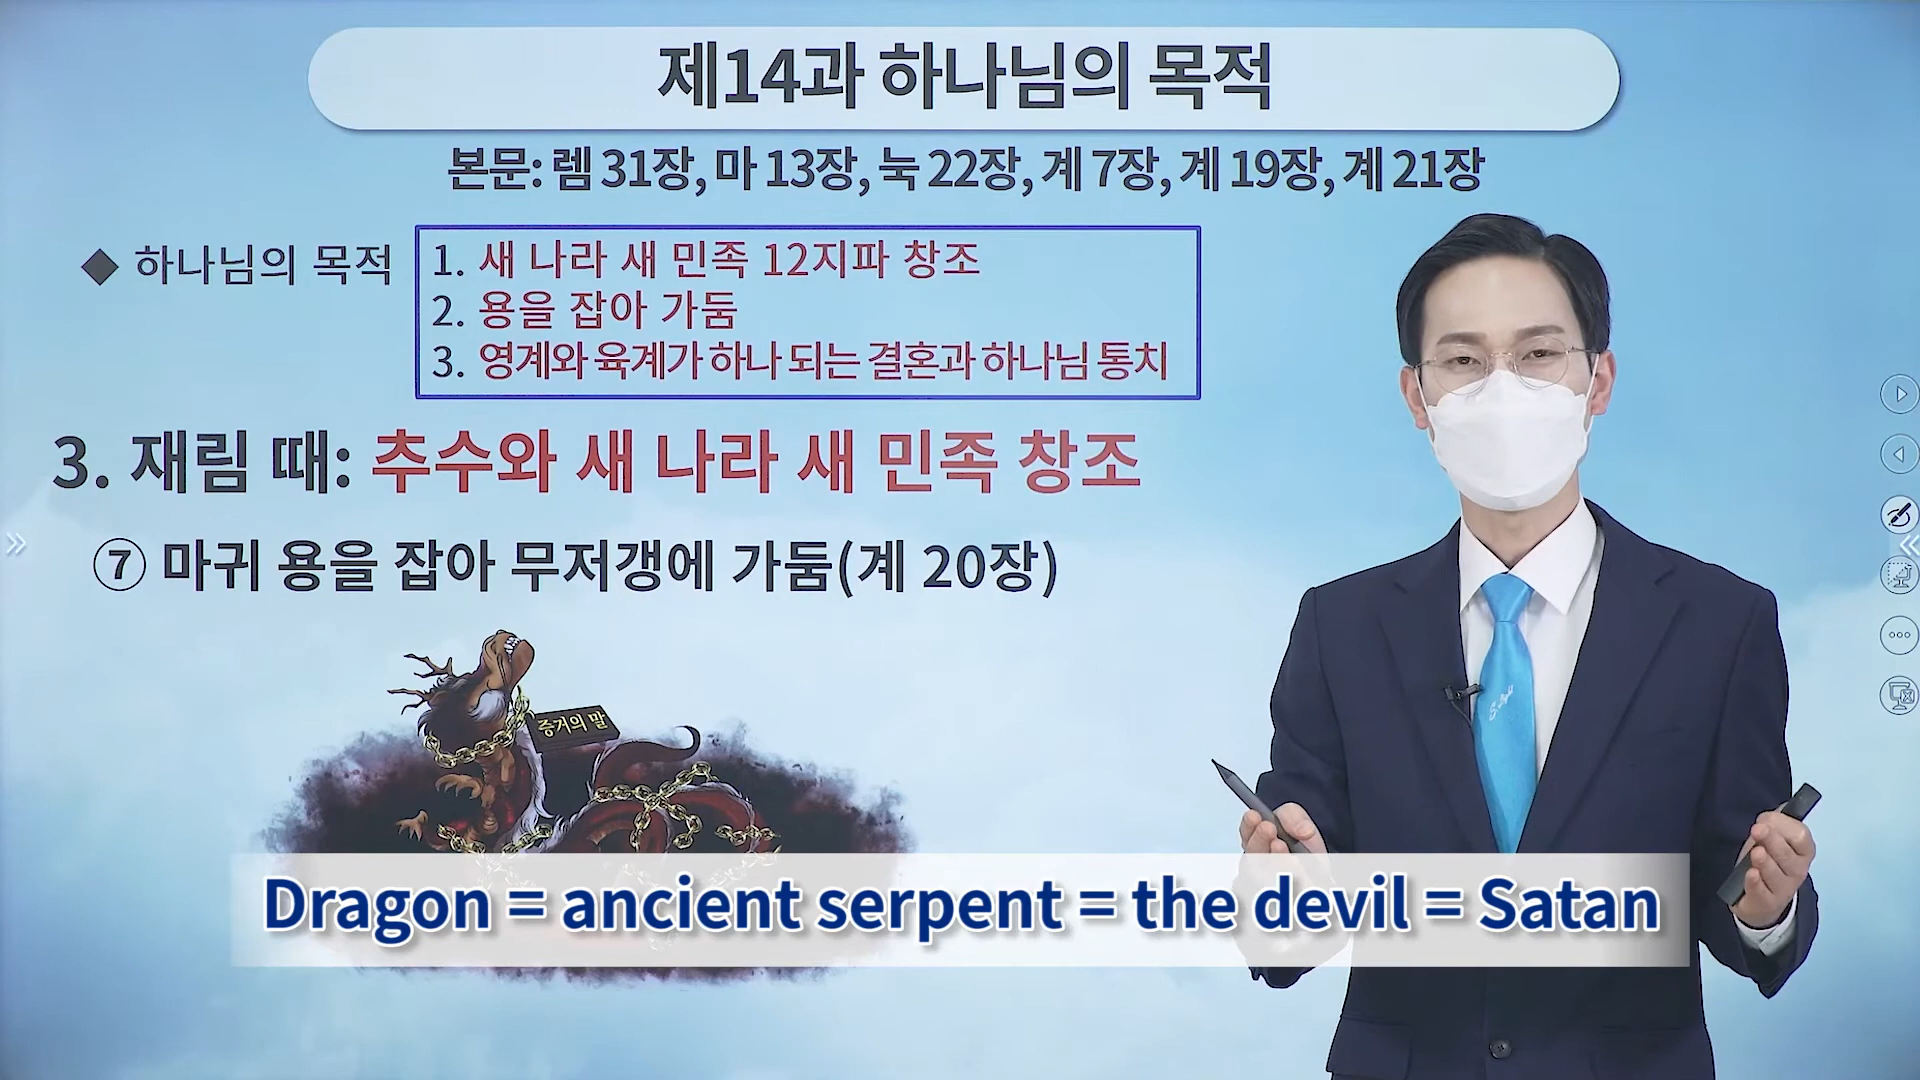 제14과 하나님의 목적
본문: 렘 31장, 마 13장, 눅 22장, 계 7장, 계 19장, 계 21장
◆ 하나님의 목적
1. 새 나라 새 민족 12지파 창조
2. 용을 잡아 가둠
3. 영계와 육계가 하나 되는 결혼과 하나님 통치
3. 재림 때: 추수와 새 나라 새 민족 창조
⑦ 마귀 용을 잡아 무저갱에 가둠(계 20장)
증거의 말
Dragon = ancient serpent = the devil = Satan